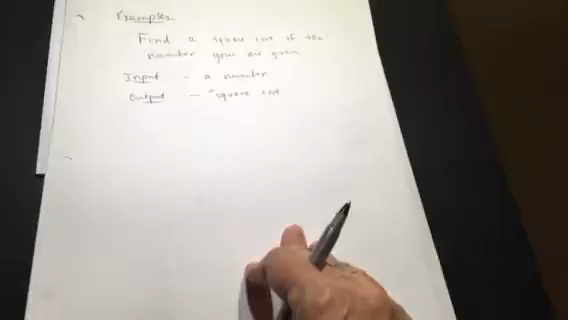 Examples
Find a square root of the
number you are given
Input - a number
Output - square root